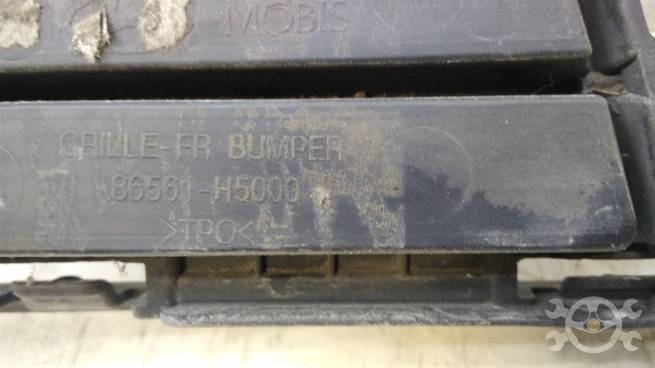 MOBIS
GRILLE-FR BUMPER
86561-H5000
>TPO<